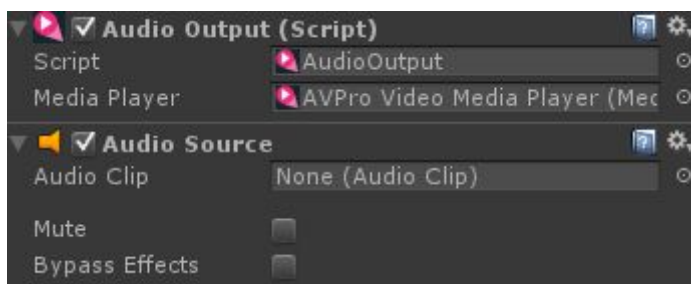 Audio Output (Script)
Script AudioOutput
Media Player AVPro Video Media Player (Mec
Audio Source
Audio Clip None (Audio Clip)
Mute
Bypass Effects